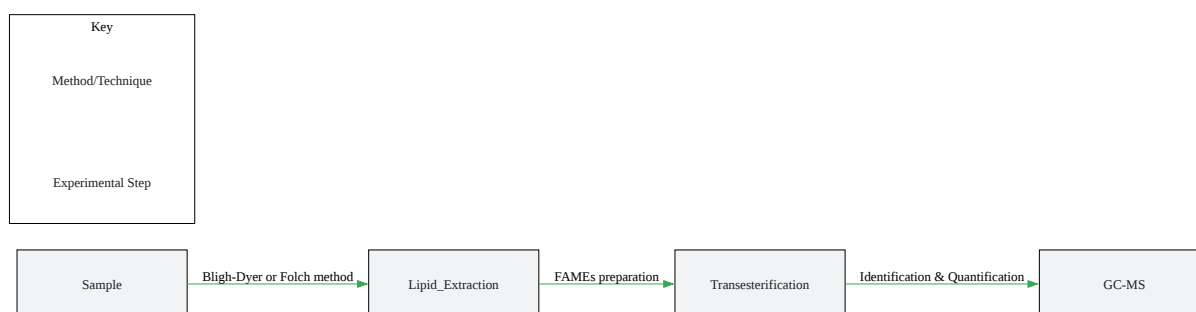 Key
Method/Technique
Experimental Step
Sample
Bligh-Dyer or Folch method
Lipid_Extraction
FAMEs preparation
Transesterification
Identification & Quantification
GC-MS